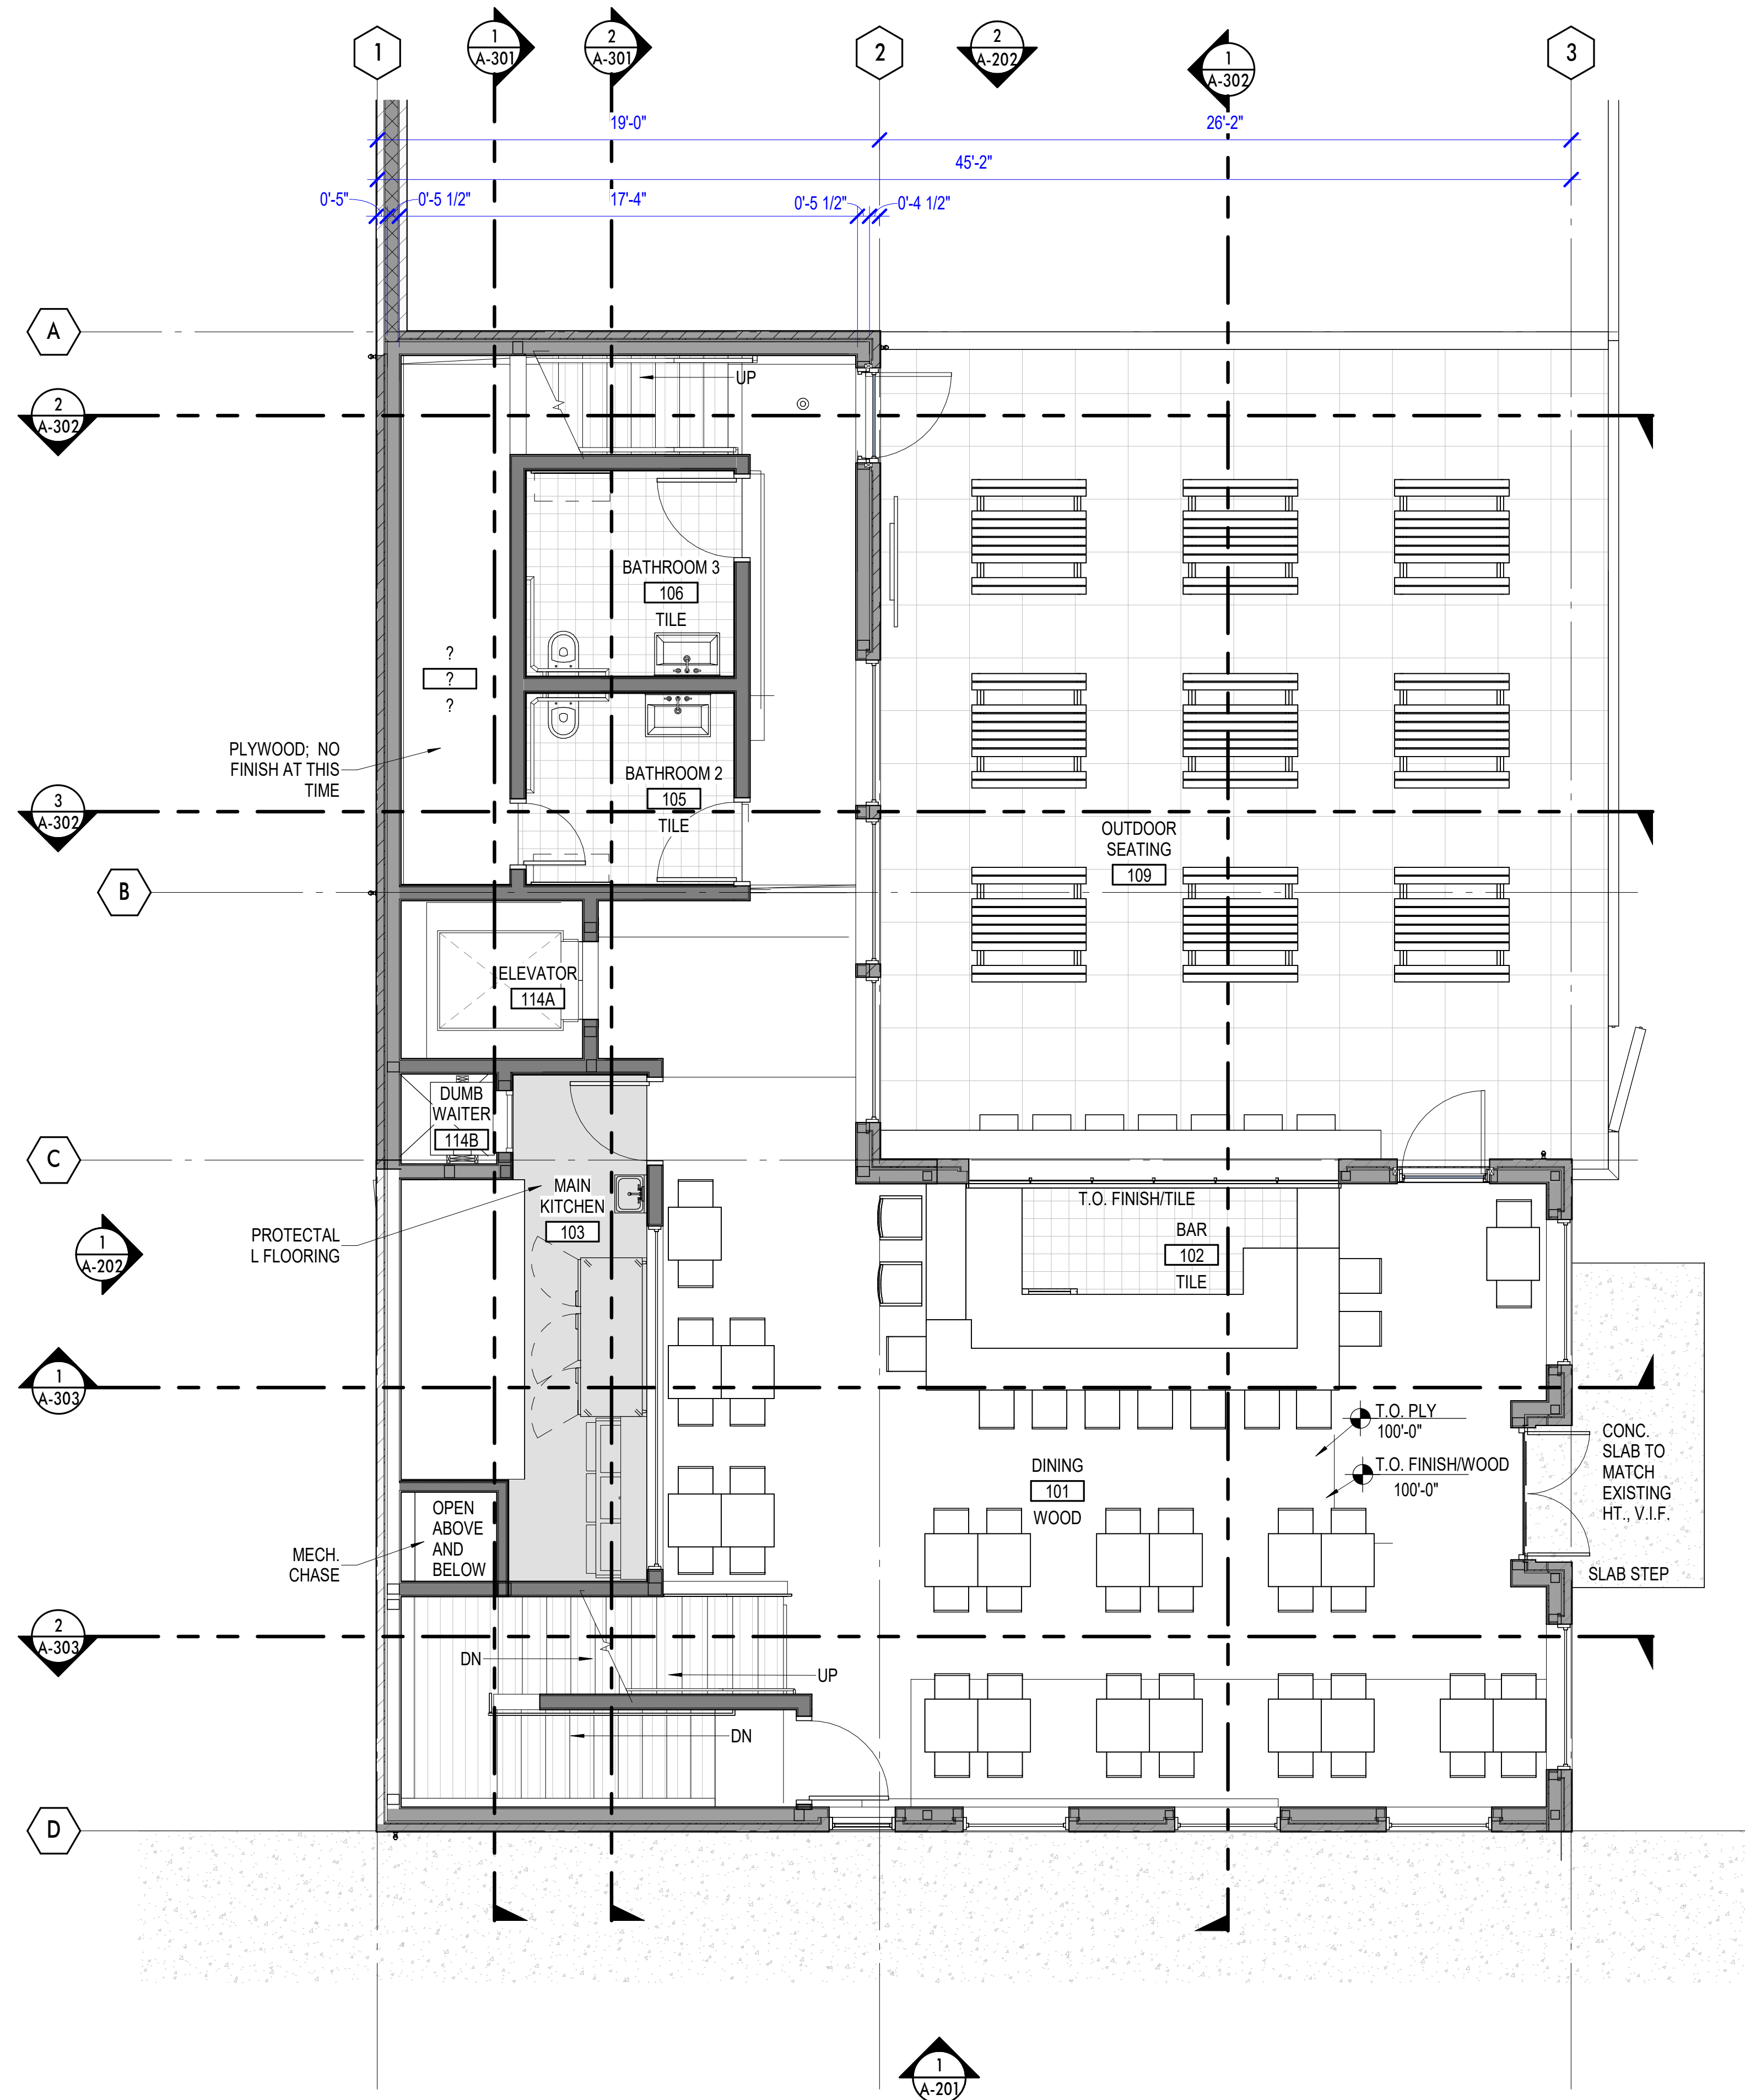 1
1
A-301
2
A-301
2
2
A-202
1
A-302
3
19'-0"
26'-2"
45'-2"
0'-5"
0'-5 1/2"
17'-4"
0'-5 1/2"
0'-4 1/2"
A
UP
2
A-302
BATHROOM 3
106
TILE
?
?
?
PLYWOOD; NO
FINISH AT THIS
TIME
BATHROOM 2
105
TILE
3
A-302
OUTDOOR
SEATING
109
B
ELEVATOR
114A
DUMB
WAITER
114B
C
MAIN
KITCHEN
103
T.O. FINISH/TILE
BAR
102
TILE
PROTECTAL
L FLOORING
1
A-202
1
A-303
T.O. PLY
100'-0"
T.O. FINISH/WOOD
100'-0"
DINING
101
WOOD
CONC.
SLAB TO
MATCH
EXISTING
HT., V.I.F.
SLAB STEP
OPEN
ABOVE
AND
BELOW
MECH.
CHASE
2
A-303
DN
UP
DN
D
1
A-201